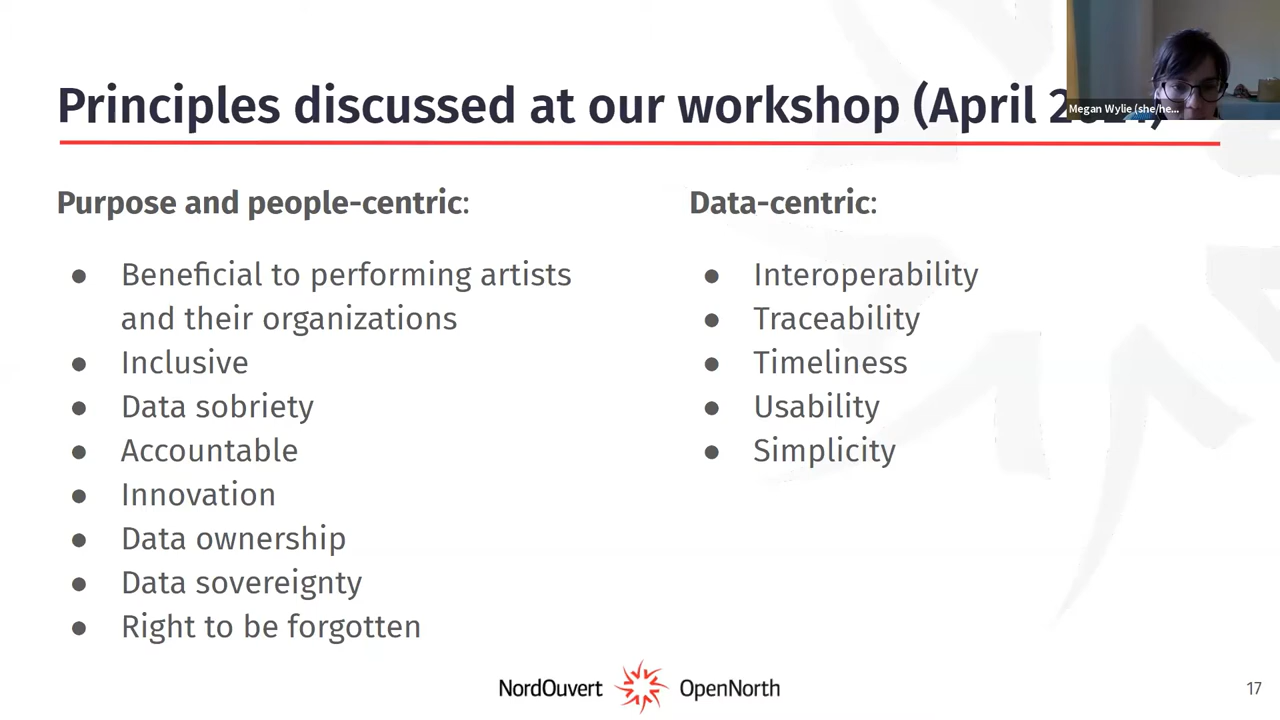 Principles discussed at our workshop (April
Megan Wylie (she/he...
Purpose and people-centric:
● Beneficial to performing artists
and their organizations
● Inclusive
● Data sobriety
● Accountable
● Innovation
● Data ownership
● Data sovereignty
● Right to be forgotten
Data-centric:
● Interoperability
● Traceability
● Timeliness
● Usability
● Simplicity
NordOuvert OpenNorth
17